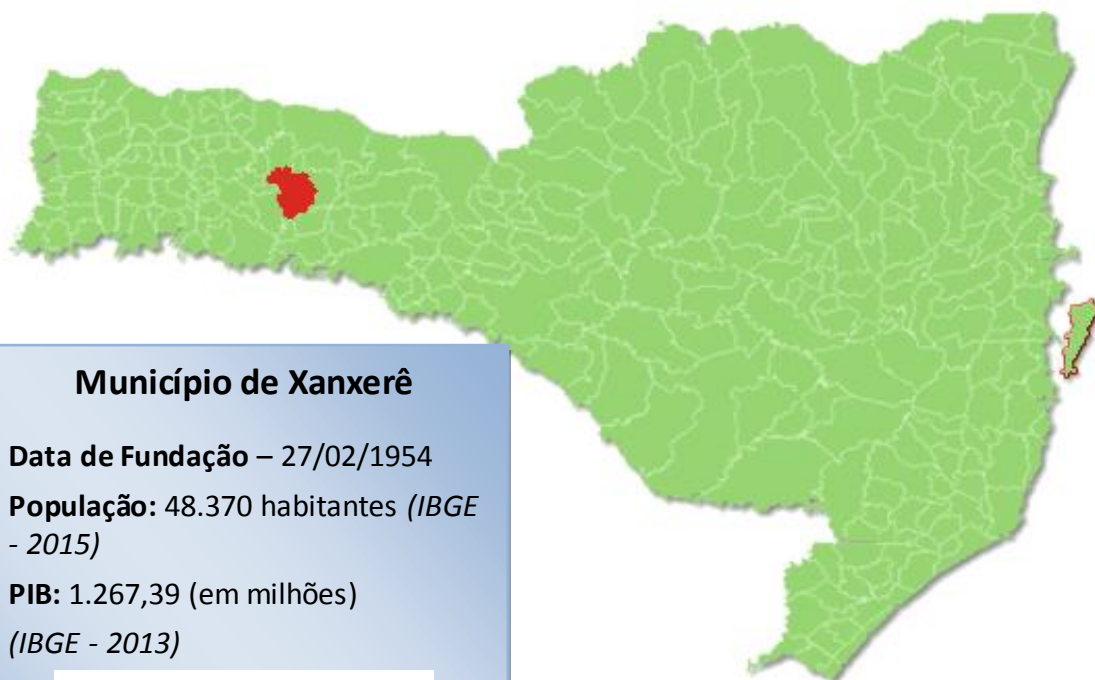 Município de Xanxerê
Data de Fundação – 27/02/1954
População: 48.370 habitantes (IBGE
- 2015)
PIB: 1.267,39 (em milhões)
(IBGE - 2013)